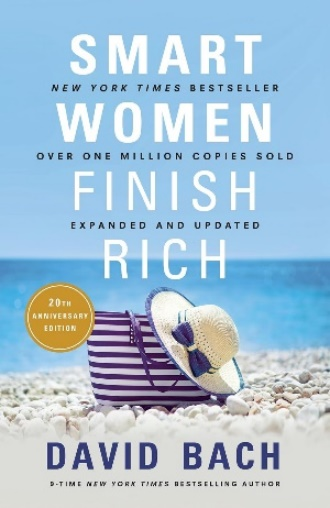 SMART
NEW YORK TIMES BESTSELLER
WOMEN
OVER ONE MILLION COPIES SOLD
FINISH
EXPANDED AND UPDATED
RICH
20TH
ANNIVERSARY
EDITION
DAVID BACH
9-TIME NEW YORK TIMES BESTSELLING AUTHOR